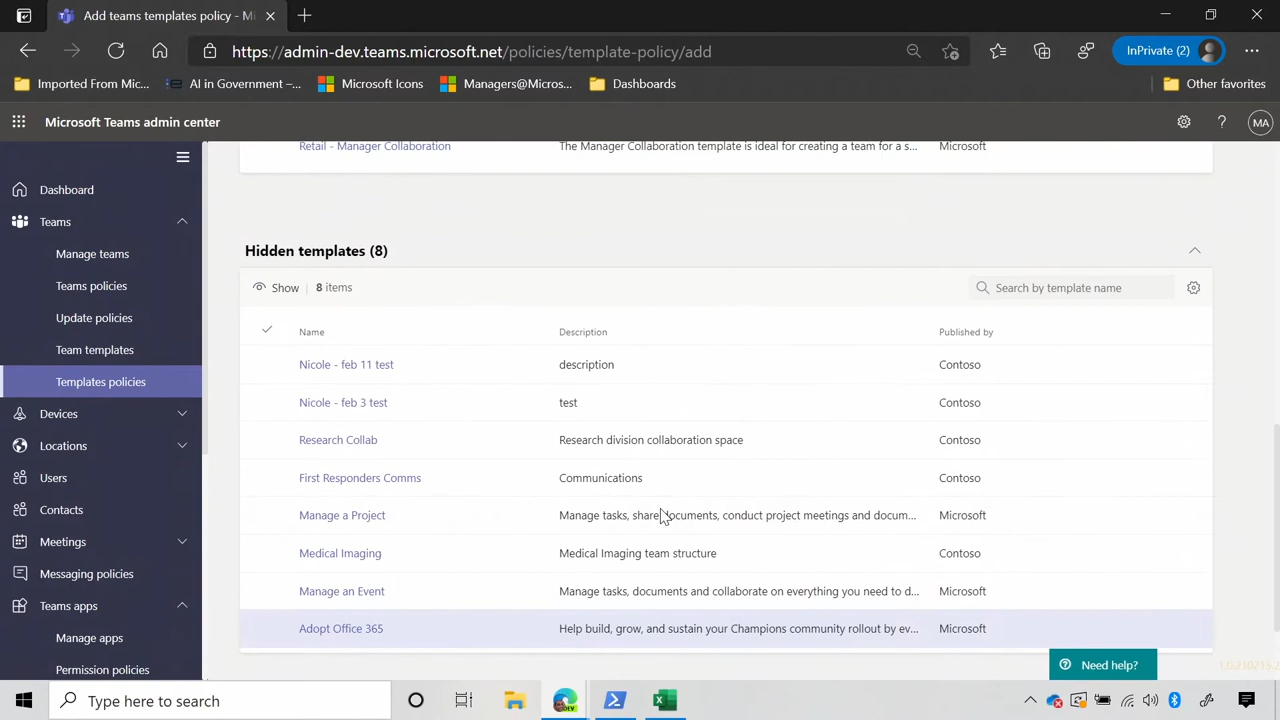 Add teams templates policy - Mi
https://admin-dev.teams.microsoft.net/policies/template-policy/add
InPrivate (2)
Imported From Mic...
AI in Government –...
Microsoft Icons
Managers@Micros...
Dashboards
Other favorites
Microsoft Teams admin center
MA
Dashboard
Teams
Manage teams
Teams policies
Update policies
Team templates
Templates policies
Devices
Locations
Users
Contacts
Meetings
Messaging policies
Teams apps
Manage apps
Permission policies
Retail - Manager Collaboration The Manager Collaboration template is ideal for creating a team for a s... Microsoft
Hidden templates (8)
Show 8 items Search by template name
Name Description Published by
Nicole - feb 11 test description Contoso
Nicole - feb 3 test test Contoso
Research Collab Research division collaboration space Contoso
First Responders Comms Communications Contoso
Manage a Project Manage tasks, share documents, conduct project meetings and docum... Microsoft
Medical Imaging Medical Imaging team structure Contoso
Manage an Event Manage tasks, documents and collaborate on everything you need to d... Microsoft
Adopt Office 365 Help build, grow, and sustain your Champions community rollout by ev... Microsoft
Need help?
Type here to search